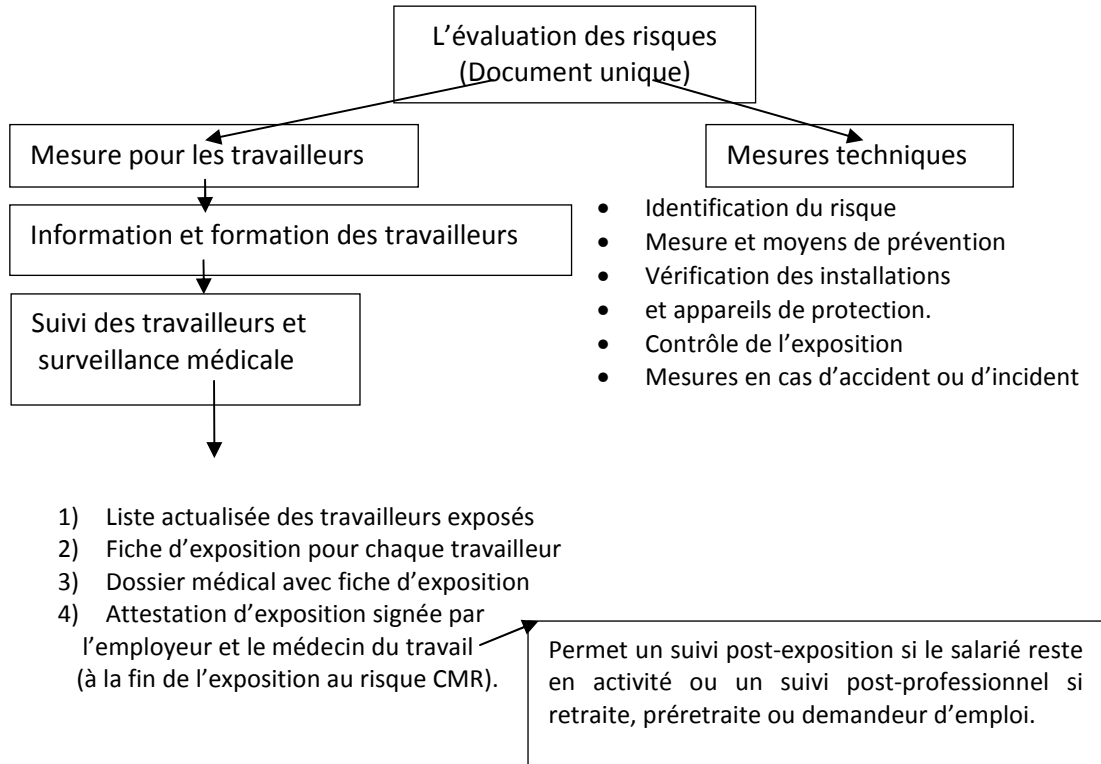 L’évaluation des risques
(Document unique)
Mesure pour les travailleurs
Mesures techniques
Information et formation des travailleurs
Suivi des travailleurs et
surveillance médicale
• Identification du risque
• Mesure et moyens de prévention
• Vérification des installations
• et appareils de protection.
• Contrôle de l’exposition
• Mesures en cas d’accident ou d’incident
1) Liste actualisée des travailleurs exposés
2) Fiche d’exposition pour chaque travailleur
3) Dossier médical avec fiche d’exposition
4) Attestation d’exposition signée par
l’employeur et le médecin du travail
(à la fin de l’exposition au risque CMR).
Permet un suivi post-exposition si le salarié reste
en activité ou un suivi post-professionnel si
retraite, préretraite ou demandeur d’emploi.